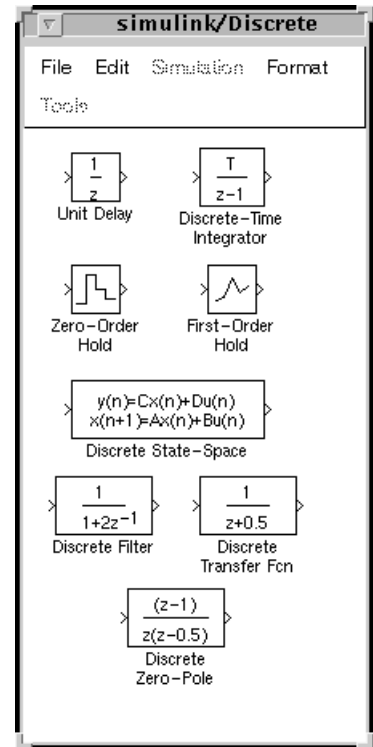 simulink/Discrete
File Edit Simulation Format
Tools
1
z
Unit Delay
T
z-1
Discrete-Time
Integrator
Zero-Order
Hold
First-Order
Hold
y(n)=Cx(n)+Du(n)
x(n+1)=Ax(n)+Bu(n)
Discrete State-Space
1
1+2z⁻¹
Discrete Filter
1
z+0.5
Discrete
Transfer Fcn
(z-1)
z(z-0.5)
Discrete
Zero-Pole